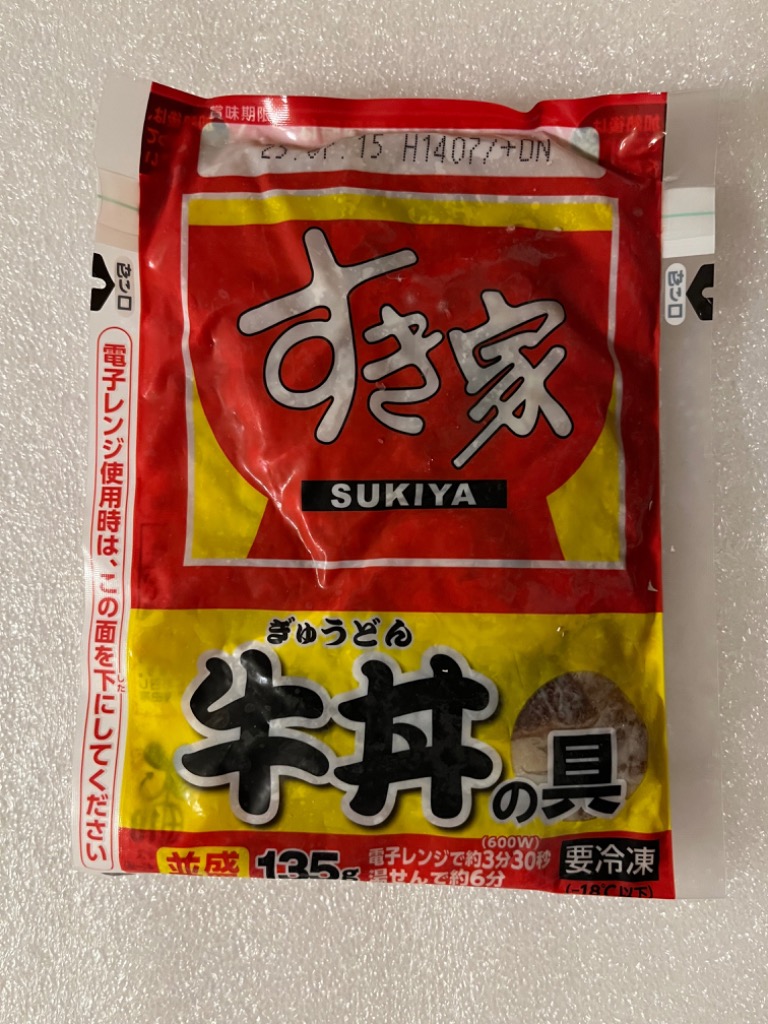 賞味期限
15 H14077/+DN
すき家
SUKIYA
切り口
切り口
電子レンジ使用時は、この面を下にしてください
した
ぎゅうどん
牛丼の具
並盛 135g
(600W)
電子レンジで約3分30秒
湯せんで約6分
要冷凍
(-18℃以下)